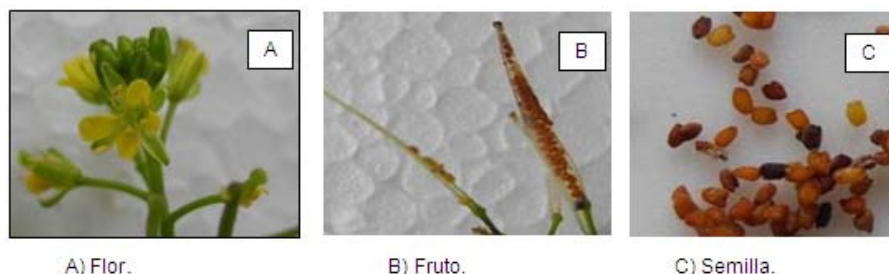 A
B
C
A) Flor.
B) Fruto.
C) Semilla.